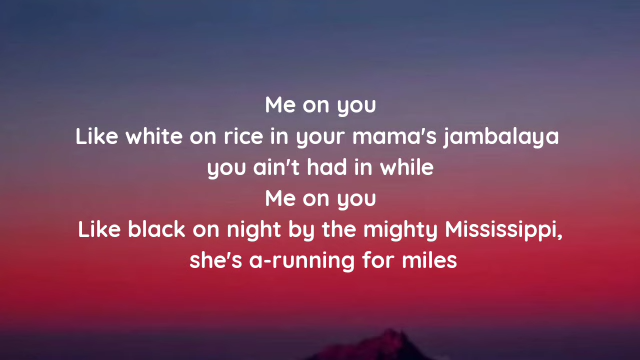 Me on you
Like white on rice in your mama's jambalaya
you ain't had in while
Me on you
Like black on night by the mighty Mississippi,
she's a-running for miles